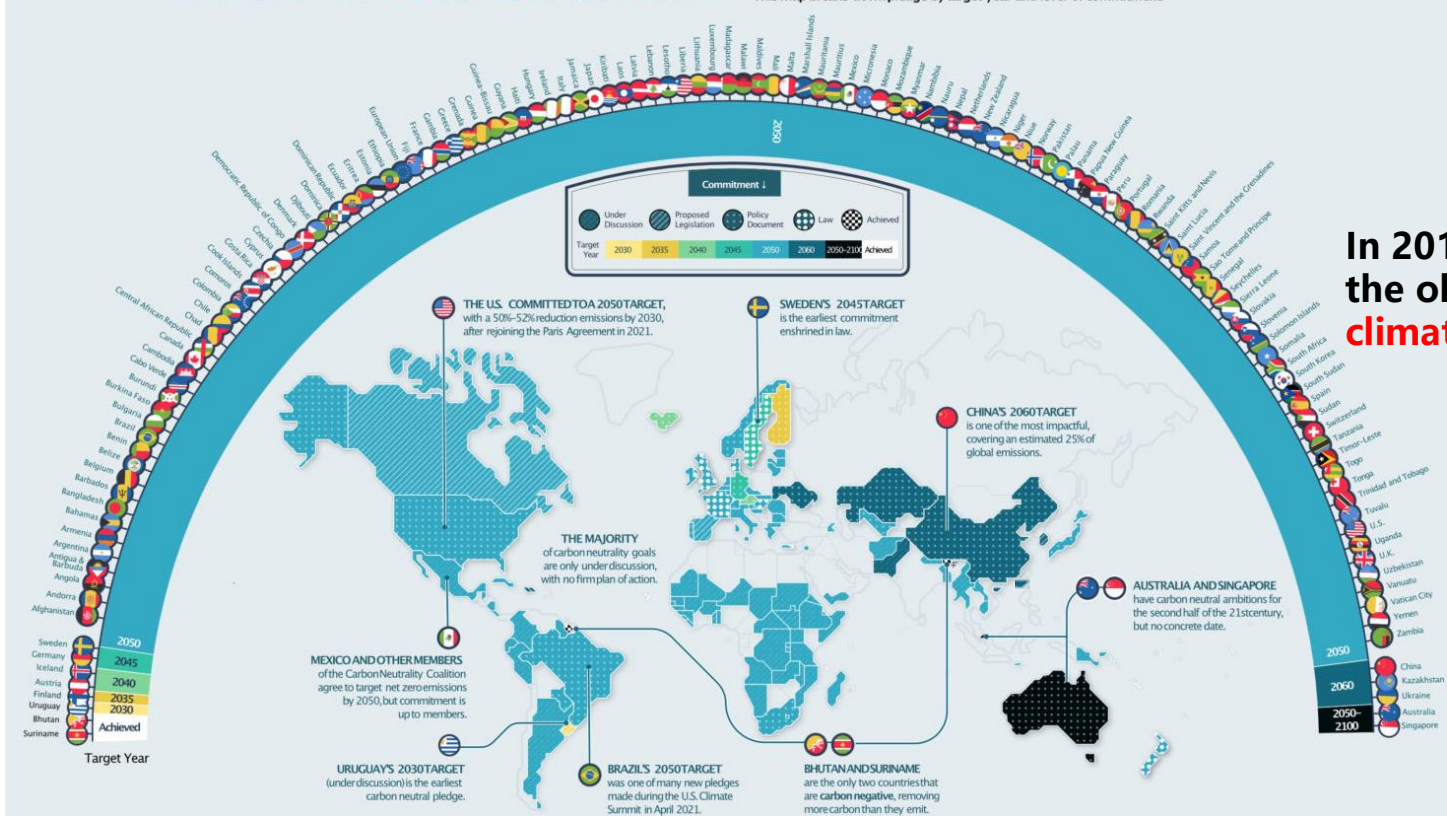 2050
Commitment ↓
Under Discussion
Proposed Legislation
Policy Document
Law
Achieved
Target Year
2030
2035
2040
2045
2050
2060
2050–2100
Achieved
In 201
the ol
climat
THE U.S. COMMITTED TO A 2050 TARGET,
with a 50%–52% reduction emissions by 2030,
after rejoining the Paris Agreement in 2021.
SWEDEN'S 2045 TARGET
is the earliest commitment
enshrined in law.
CHINA'S 2060 TARGET
is one of the most impactful,
covering an estimated 25% of
global emissions.
THE MAJORITY
of carbon neutrality goals
are only under discussion,
with no firm plan of action.
AUSTRALIA AND SINGAPORE
have carbon neutral ambitions for
the second half of the 21st century,
but no concrete date.
MEXICO AND OTHER MEMBERS
of the Carbon Neutrality Coalition
agree to target net zero emissions
by 2050, but commitment is
up to members.
URUGUAY'S 2030 TARGET
(under discussion) is the earliest
carbon neutral pledge.
BRAZIL'S 2050 TARGET
was one of many new pledges
made during the U.S. Climate
Summit in April 2021.
BHUTAN AND SURINAME
are the only two countries that
are carbon negative, removing
more carbon than they emit.
Suriname
Bhutan
Uruguay
Finland
Austria
Iceland
Germany
Sweden
Achieved
2030
2035
2040
2045
2050
Target Year
Afghanistan
Andorra
Angola
Antigua &
Barbuda
Argentina
Armenia
Bahamas
Bangladesh
Barbados
Belgium
Belize
Benin
Brazil
Bulgaria
Burkina Faso
Burundi
Cabo Verde
Cambodia
Canada
Central African Republic
Chad
Chile
Colombia
Comoros
Cook Islands
Costa Rica
Cyprus
Czechia
Democratic Republic of Congo
Denmark
Djibouti
Dominica
Dominican Republic
Ecuador
Eritrea
Estonia
Ethiopia
European Union
Fiji
France
Gambia
Greece
Grenada
Guinea
Guinea–Bissau
Guyana
Haiti
Hungary
Ireland
Italy
Jamaica
Japan
Kiribati
Laos
Latvia
Lebanon
Lesotho
Liberia
Lithuania
Luxembourg
Madagascar
Malawi
Maldives
Mali
Malta
Marshall Islands
Mauritania
Mauritius
Mexico
Micronesia
Monaco
Mozambique
Myanmar
Namibia
Nauru
Nepal
Netherlands
New Zealand
Nicaragua
Niger
Niue
Norway
Pakistan
Palau
Panama
Papua New Guinea
Paraguay
Peru
Portugal
Romania
Rwanda
Saint Kitts and Nevis
Saint Lucia
Saint Vincent and the Grenadines
Samoa
Sao Tome and Principe
Senegal
Seychelles
Sierra Leone
Slovakia
Slovenia
Solomon Islands
Somalia
South Africa
South Korea
South Sudan
Spain
Sudan
Switzerland
Tanzania
Timor–Leste
Togo
Tonga
Trinidad and Tobago
Tuvalu
U.S.
Uganda
U.K.
Uzbekistan
Vanuatu
Vatican City
Yemen
Zambia
2050
2060
2050–
2100
China
Kazakhstan
Ukraine
Australia
Singapore